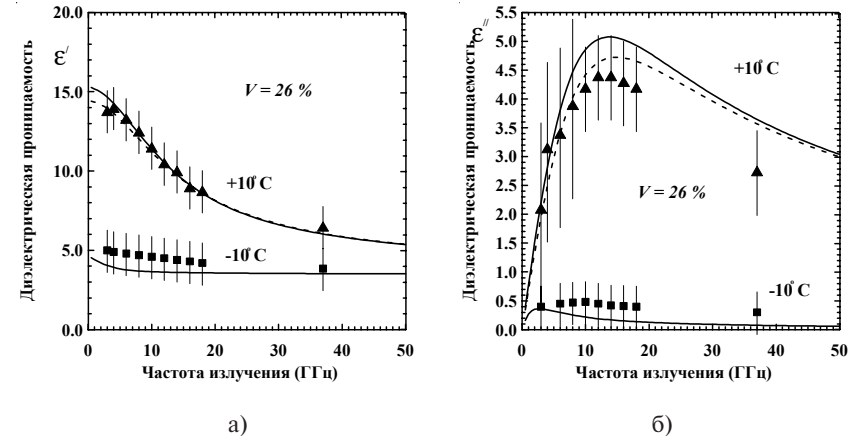 Диэлектрическая проницаемость
ε′
20.0
15.0
10.0
5.0
0.0
V = 26 %
+10°C
-10°C
0 10 20 30 40 50
Частота излучения (ГГц)
а)
Диэлектрическая проницаемость
ε″
5.5
5.0
4.5
4.0
3.5
3.0
2.5
2.0
1.5
1.0
0.5
0.0
+10°C
V = 26 %
-10°C
0 10 20 30 40 50
Частота излучения (ГГц)
б)